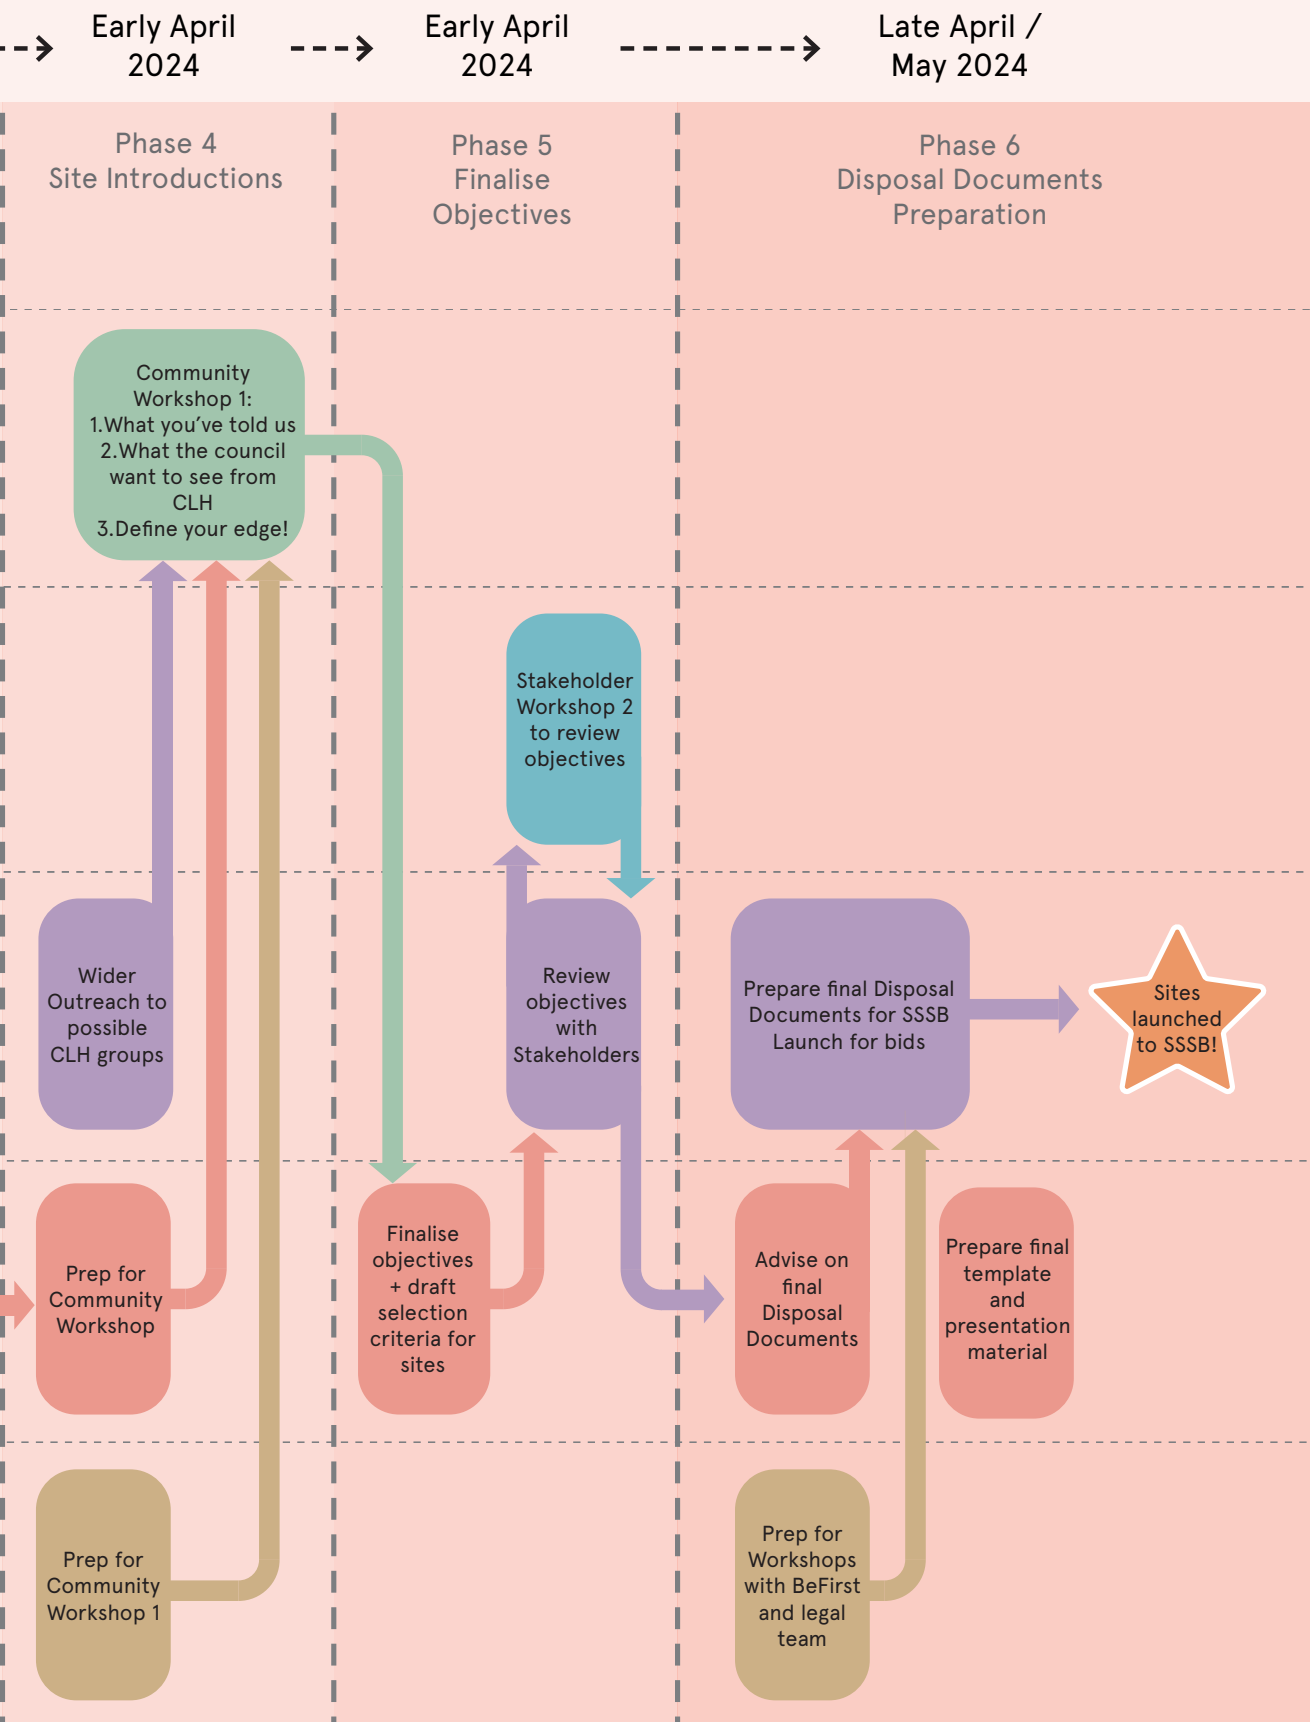 Early April
2024
Early April
2024
Late April /
May 2024
Phase 4
Site Introductions
Phase 5
Finalise
Objectives
Phase 6
Disposal Documents
Preparation
Community
Workshop 1:
1.What you’ve told us
2.What the council
want to see from
CLH
3.Define your edge!
Stakeholder
Workshop 2
to review
objectives
Wider
Outreach to
possible
CLH groups
Review
objectives
with
Stakeholders
Prepare final Disposal
Documents for SSSB
Launch for bids
Sites
launched
to SSSB!
Prep for
Community
Workshop
Finalise
objectives
+ draft
selection
criteria for
sites
Advise on
final
Disposal
Documents
Prepare final
template
and
presentation
material
Prep for
Community
Workshop 1
Prep for
Workshops
with BeFirst
and legal
team